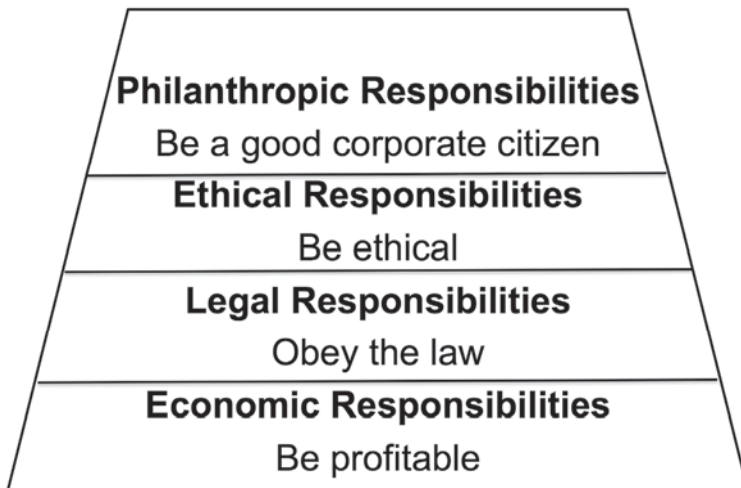 Philanthropic Responsibilities
Be a good corporate citizen
Ethical Responsibilities
Be ethical
Legal Responsibilities
Obey the law
Economic Responsibilities
Be profitable